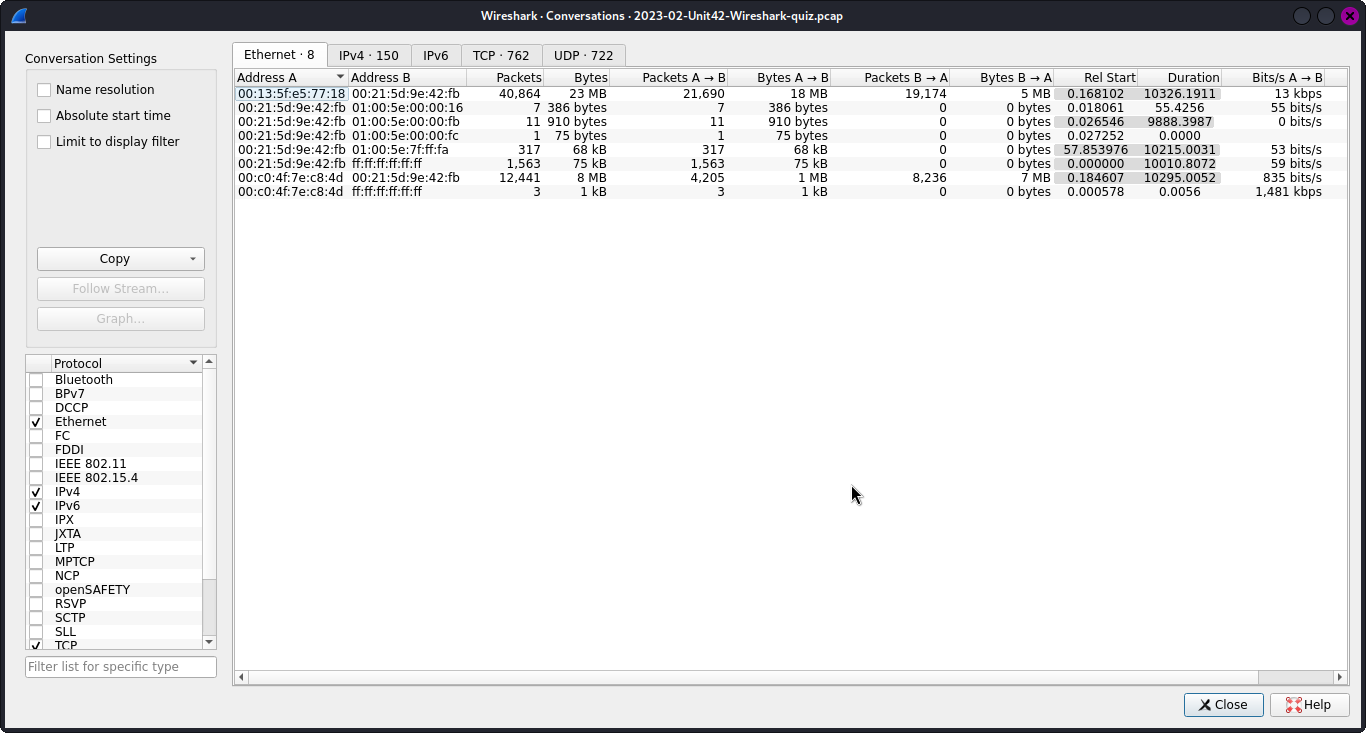 Wireshark · Conversations · 2023-02-Unit42-Wireshark-quiz.pcap
Conversation Settings
Name resolution
Absolute start time
Limit to display filter
Copy
Follow Stream…
Graph…
Protocol
Bluetooth
BPv7
DCCP
Ethernet
FC
FDDI
IEEE 802.11
IEEE 802.15.4
IPv4
IPv6
IPX
JXTA
LTP
MPTCP
NCP
openSAFETY
RSVP
SCTP
SLL
TCP
Filter list for specific type
Ethernet · 8 IPv4 · 150 IPv6 TCP · 762 UDP · 722
Address A Address B Packets Bytes Packets A → B Bytes A → B Packets B → A Bytes B → A Rel Start Duration Bits/s A → B
00:13:5f:e5:77:18 00:21:5d:9e:42:fb 40,864 23 MB 21,690 18 MB 19,174 5 MB 0.168102 10326.1911 13 kbps
00:21:5d:9e:42:fb 01:00:5e:00:00:16 7 386 bytes 7 386 bytes 0 0 bytes 0.018061 55.4256 55 bits/s
00:21:5d:9e:42:fb 01:00:5e:00:00:fb 11 910 bytes 11 910 bytes 0 0 bytes 0.026546 9888.3987 0 bits/s
00:21:5d:9e:42:fb 01:00:5e:00:00:fc 1 75 bytes 1 75 bytes 0 0 bytes 0.027252 0.0000
00:21:5d:9e:42:fb 01:00:5e:7f:ff:fa 317 68 kB 317 68 kB 0 0 bytes 57.853976 10215.0031 53 bits/s
00:21:5d:9e:42:fb ff:ff:ff:ff:ff:ff 1,563 75 kB 1,563 75 kB 0 0 bytes 0.000000 10010.8072 59 bits/s
00:c0:4f:7e:c8:4d 00:21:5d:9e:42:fb 12,441 8 MB 4,205 1 MB 8,236 7 MB 0.184607 10295.0052 835 bits/s
00:c0:4f:7e:c8:4d ff:ff:ff:ff:ff:ff 3 1 kB 3 1 kB 0 0 bytes 0.000578 0.0056 1,481 kbps
Close Help